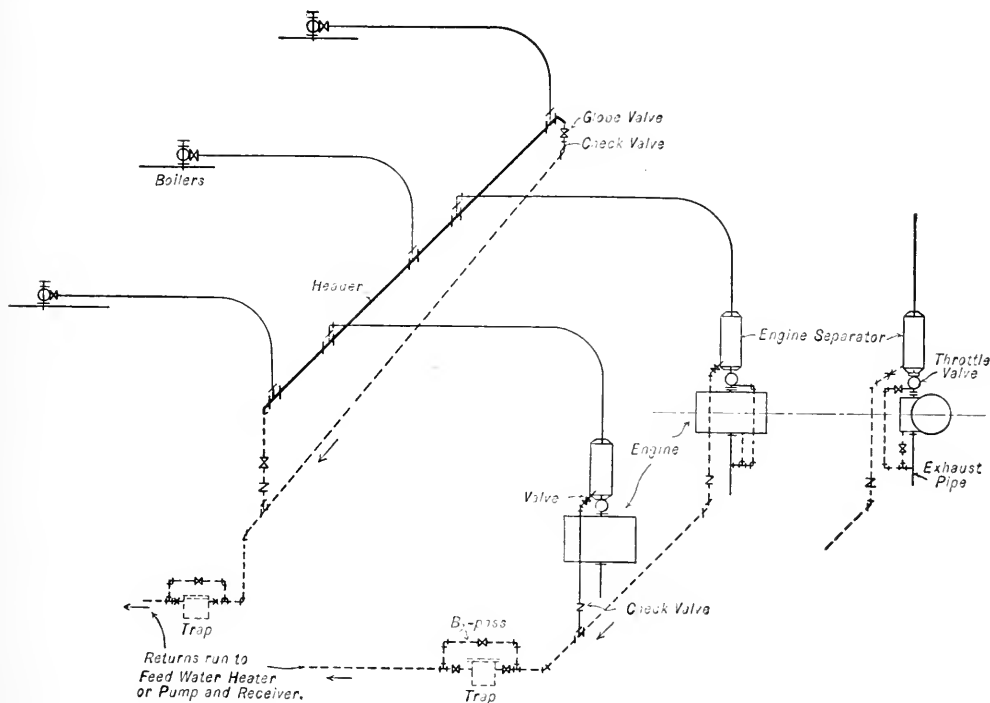 Globe Valve
Check Valve
Boilers
Header
Engine Separator
Throttle
Valve
Engine
Valve
Exhaust
Pipe
Check Valve
By-pass
Trap
Returns run to
Feed Water Heater
or Pump and Receiver.
Trap